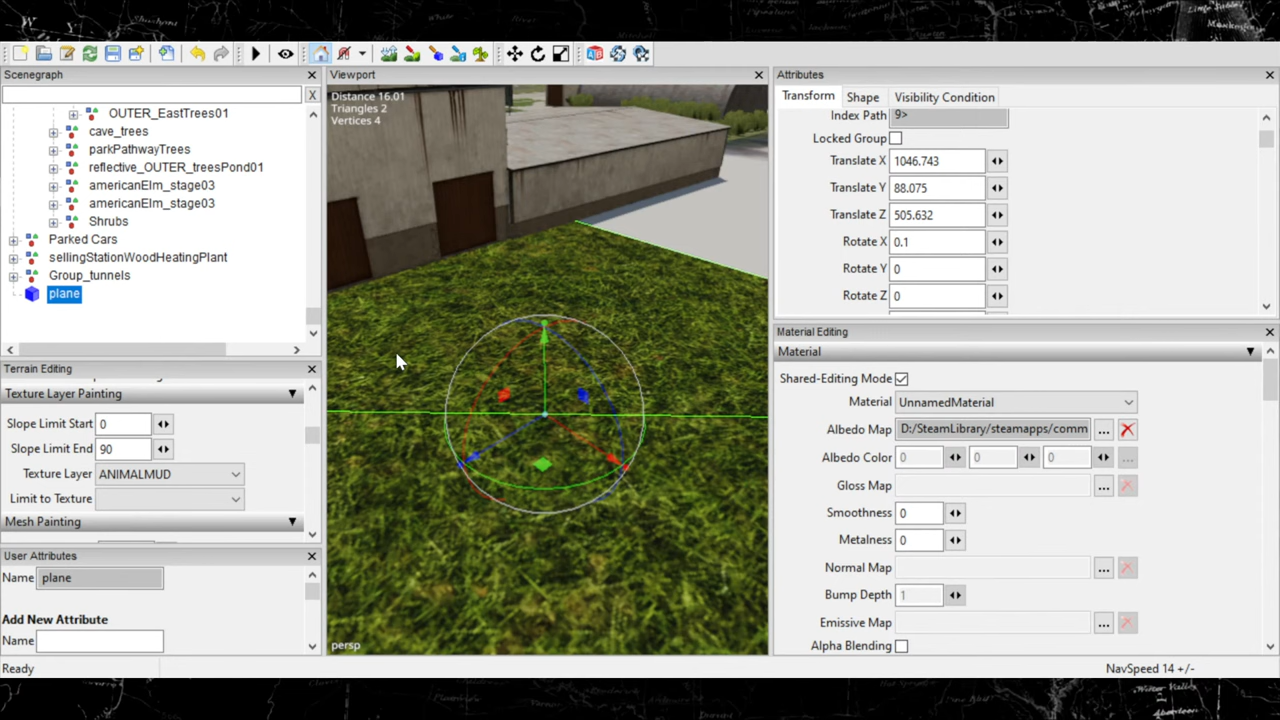 Scenegraph
X
OUTER_EastTrees01
cave_trees
parkPathwayTrees
reflective_OUTER_treesPond01
americanElm_stage03
americanElm_stage03
Shrubs
Parked Cars
sellingStationWoodHeatingPlant
Group_tunnels
plane
Terrain Editing
Texture Layer Painting
Slope Limit Start 0
Slope Limit End 90
Texture Layer ANIMALMUD
Limit to Texture
Mesh Painting
User Attributes
Name plane
Add New Attribute
Name
Ready
Viewport
Distance 16.01
Triangles 2
Vertices 4
persp
Attributes
Transform Shape Visibility Condition
Index Path 9>
Locked Group
Translate X 1046.743
Translate Y 88.075
Translate Z 505.632
Rotate X 0.1
Rotate Y 0
Rotate Z 0
Material Editing
Material
Shared-Editing Mode
Material UnnamedMaterial
Albedo Map D:/SteamLibrary/steamapps/comm ...
Albedo Color 0 0 0 ...
Gloss Map ...
Smoothness 0
Metalness 0
Normal Map ...
Bump Depth 1
Emissive Map ...
Alpha Blending
NavSpeed 14 +/-